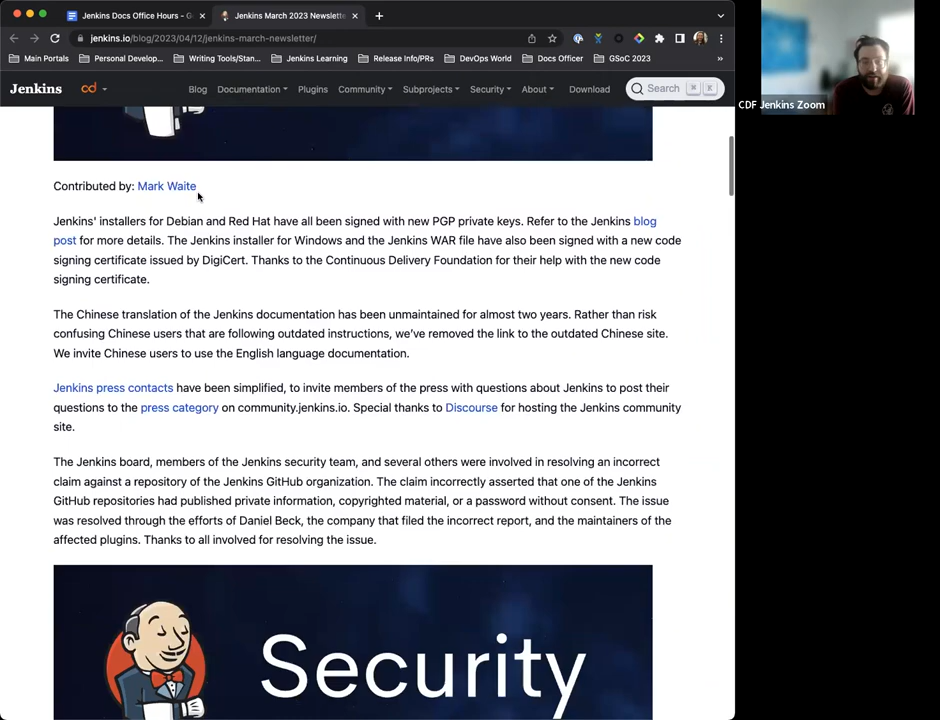 Jenkins Docs Office Hours - G
Jenkins March 2023 Newslette
jenkins.io/blog/2023/04/12/jenkins-march-newsletter/
Main Portals
Personal Develop...
Writing Tools/Stan...
Jenkins Learning
Release Info/PRs
DevOps World
Docs Officer
GSoC 2023
»
Jenkins
cd
Blog
Documentation
Plugins
Community
Subprojects
Security
About
Download
Search
⌘
K
CDF Jenkins Zoom
Contributed by: Mark Waite
Jenkins' installers for Debian and Red Hat have all been signed with new PGP private keys. Refer to the Jenkins blog
post for more details. The Jenkins installer for Windows and the Jenkins WAR file have also been signed with a new code
signing certificate issued by DigiCert. Thanks to the Continuous Delivery Foundation for their help with the new code
signing certificate.
The Chinese translation of the Jenkins documentation has been unmaintained for almost two years. Rather than risk
confusing Chinese users that are following outdated instructions, we've removed the link to the outdated Chinese site.
We invite Chinese users to use the English language documentation.
Jenkins press contacts have been simplified, to invite members of the press with questions about Jenkins to post their
questions to the press category on community.jenkins.io. Special thanks to Discourse for hosting the Jenkins community
site.
The Jenkins board, members of the Jenkins security team, and several others were involved in resolving an incorrect
claim against a repository of the Jenkins GitHub organization. The claim incorrectly asserted that one of the Jenkins
GitHub repositories had published private information, copyrighted material, or a password without consent. The issue
was resolved through the efforts of Daniel Beck, the company that filed the incorrect report, and the maintainers of the
affected plugins. Thanks to all involved for resolving the issue.
Security